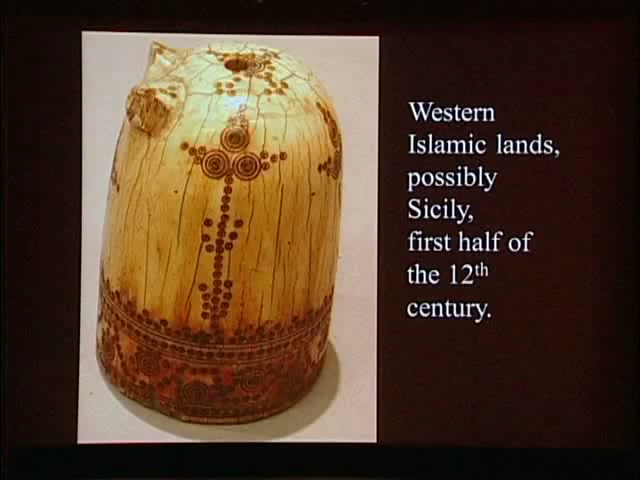 Western
Islamic lands,
possibly
Sicily,
first half of
the 12th
century.